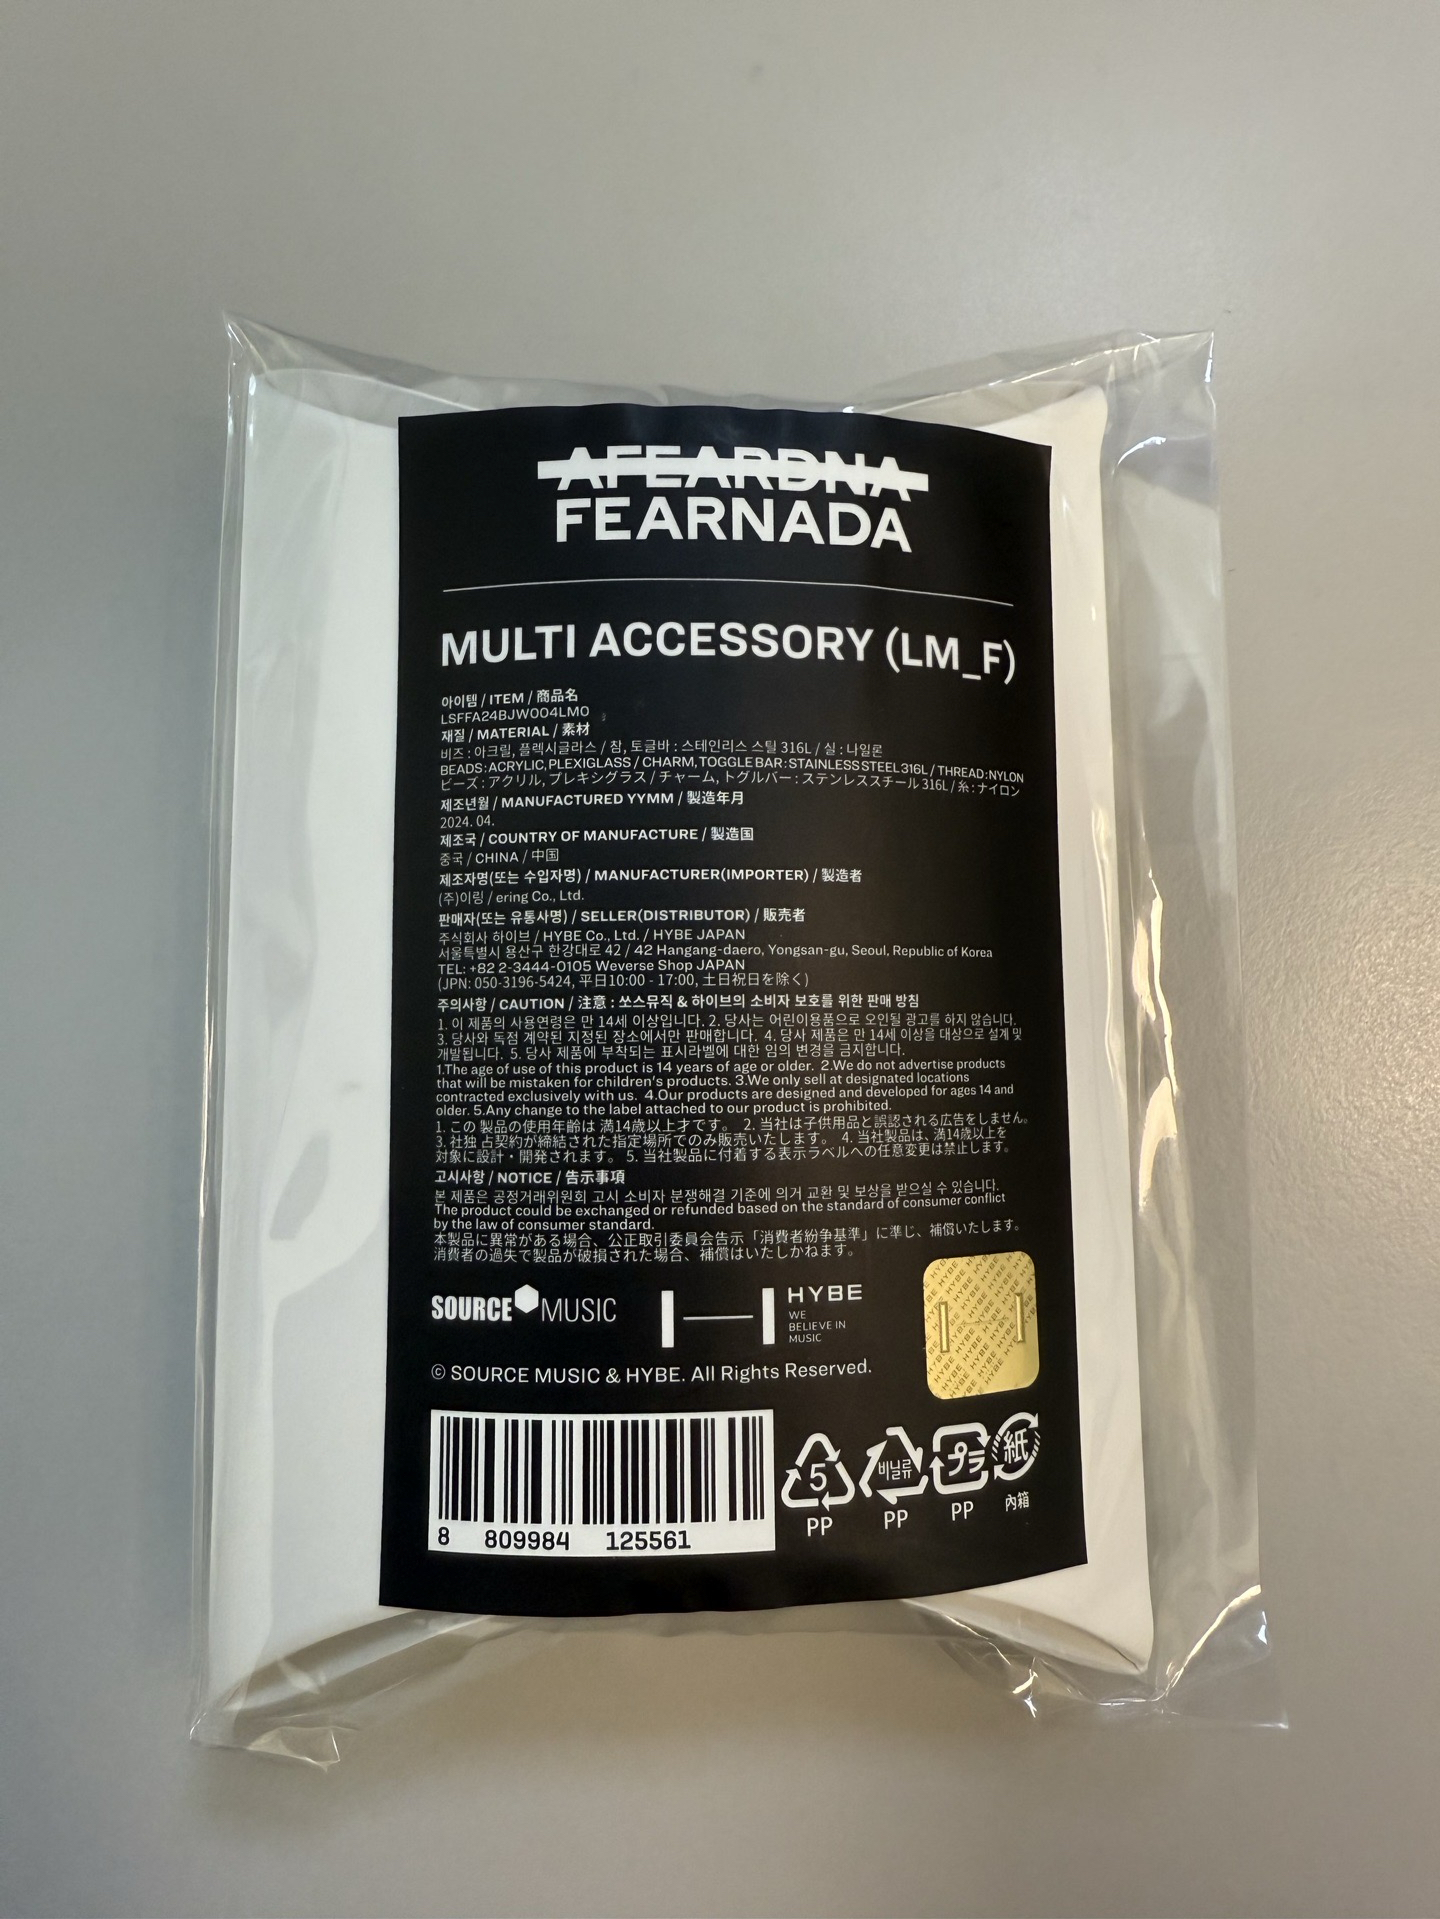 AFEARDNA
FEARNADA
MULTI ACCESSORY (LM_F)
아이템 / ITEM / 商品名
LSFFA24BJW004LM0
재질 / MATERIAL / 素材
비즈 : 아크릴, 플렉시글라스 / 참, 토글바 : 스테인리스 스틸 316L / 실 : 나일론
BEADS : ACRYLIC, PLEXIGLASS / CHARM, TOGGLE BAR : STAINLESS STEEL 316L / THREAD : NYLON
ビーズ : アクリル, プレキシグラス / チャーム, トグルバー : ステンレススチール 316L / 糸 : ナイロン
제조년월 / MANUFACTURED YYMM / 製造年月
2024. 04.
제조국 / COUNTRY OF MANUFACTURE / 製造国
중국 / CHINA / 中国
제조자명(또는 수입자명) / MANUFACTURER(IMPORTER) / 製造者
(주)이링 / ering Co., Ltd.
판매자(또는 유통사명) / SELLER(DISTRIBUTOR) / 販売者
주식회사 하이브 / HYBE Co., Ltd. / HYBE JAPAN
서울특별시 용산구 한강대로 42 / 42 Hangang-daero, Yongsan-gu, Seoul, Republic of Korea
TEL: +82 2-3444-0105 Weverse Shop JAPAN
(JPN: 050-3196-5424, 平日10:00 - 17:00, 土日祝日を除く)
주의사항 / CAUTION / 注意 : 쏘스뮤직 & 하이브의 소비자 보호를 위한 판매 방침
1. 이 제품의 사용연령은 만 14세 이상입니다. 2. 당사는 어린이용품으로 오인될 광고를 하지 않습니다.
3. 당사와 독점 계약된 지정된 장소에서만 판매합니다. 4. 당사 제품은 만 14세 이상을 대상으로 설계 및
개발됩니다. 5. 당사 제품에 부착되는 표시라벨에 대한 임의 변경을 금지합니다.
1.The age of use of this product is 14 years of age or older. 2.We do not advertise products
that will be mistaken for children's products. 3.We only sell at designated locations
contracted exclusively with us. 4.Our products are designed and developed for ages 14 and
older. 5.Any change to the label attached to our product is prohibited.
1. この 製品の使用年齢は 満14歳以上才です。 2. 当社は子供用品と誤認される広告をしません。
3. 社独 占契約が締結された指定場所でのみ販売いたします。 4. 当社製品は、満14歳以上を
対象に設計・開発されます。 5. 当社製品に付着する表示ラベルへの任意変更は禁止します。
고시사항 / NOTICE / 告示事項
본 제품은 공정거래위원회 고시 소비자 분쟁해결 기준에 의거 교환 및 보상을 받으실 수 있습니다.
The product could be exchanged or refunded based on the standard of consumer conflict
by the law of consumer standard.
本製品に異常がある場合、公正取引委員会告示「消費者紛争基準」に準じ、補償いたします。
消費者の過失で製品が破損された場合、補償はいたしかねます。
SOURCE MUSIC
HYBE
WE
BELIEVE IN
MUSIC
© SOURCE MUSIC & HYBE. All Rights Reserved.
8 809984 125561
5 비닐류 プラ 紙
PP PP PP 內箱